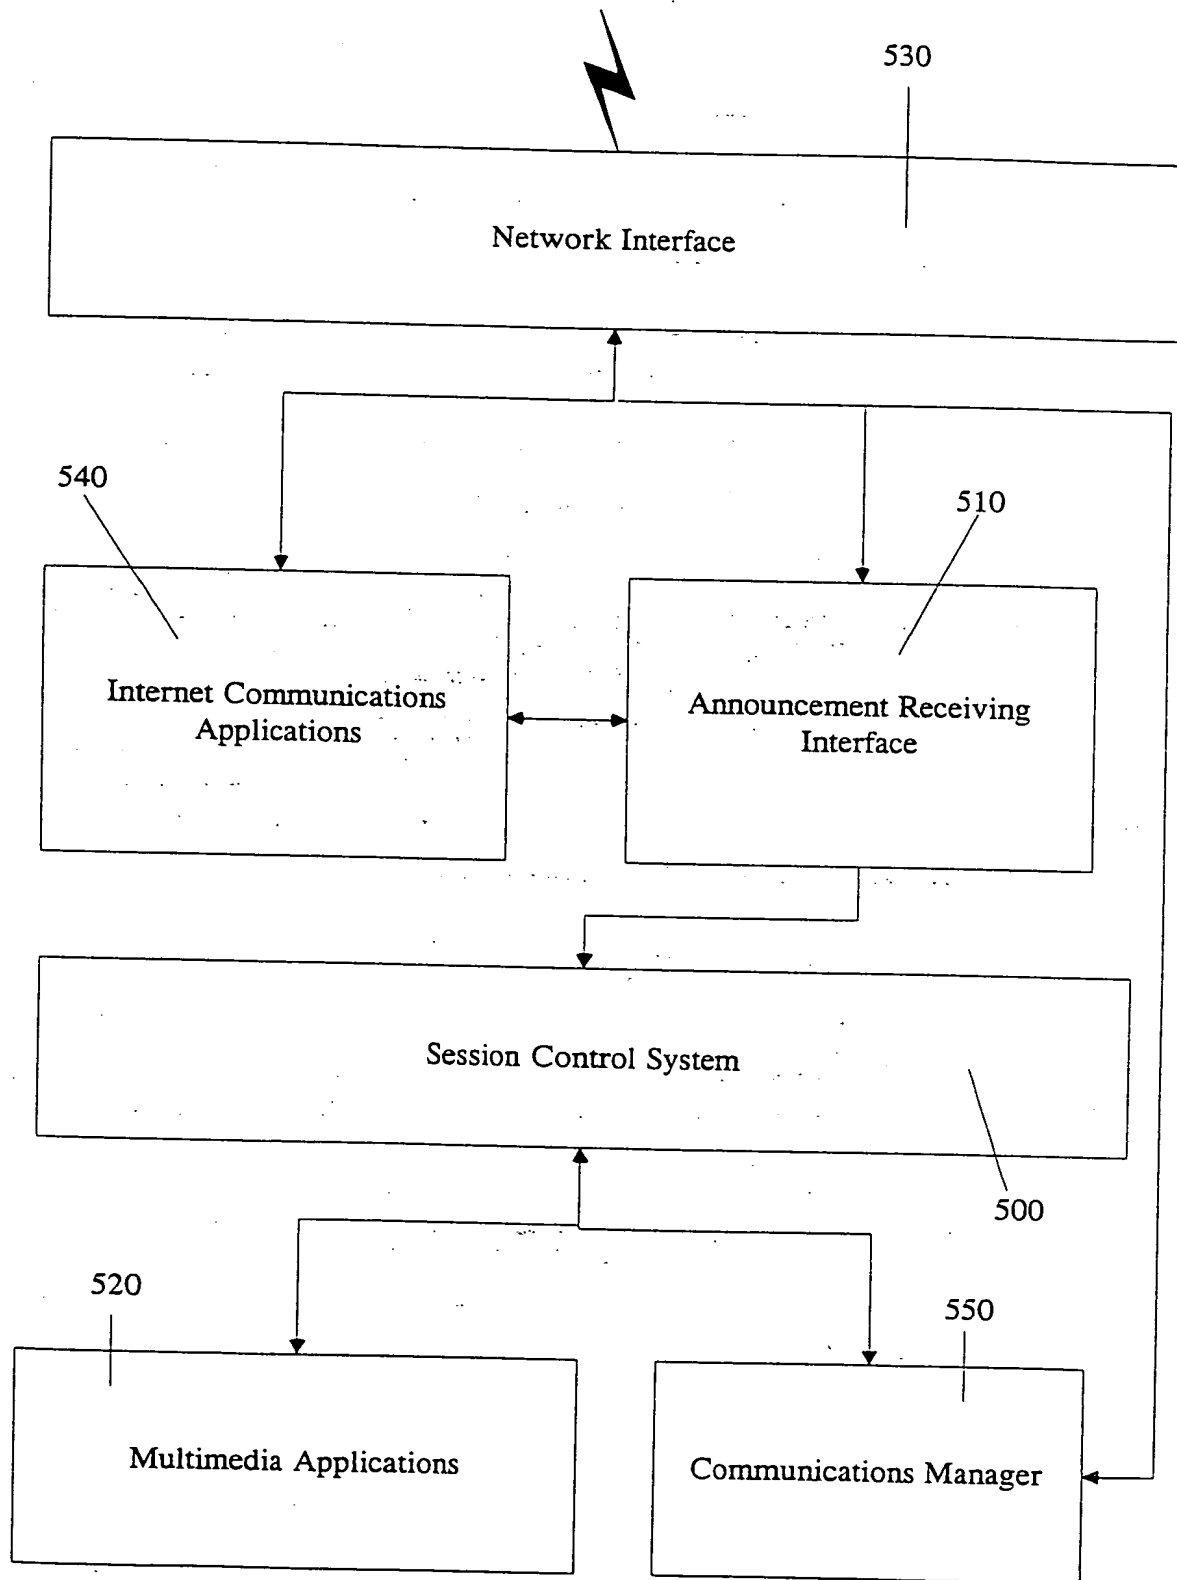 530
Network Interface
540
510
Internet Communications
Applications
Announcement Receiving
Interface
Session Control System
500
520
550
Multimedia Applications
Communications Manager